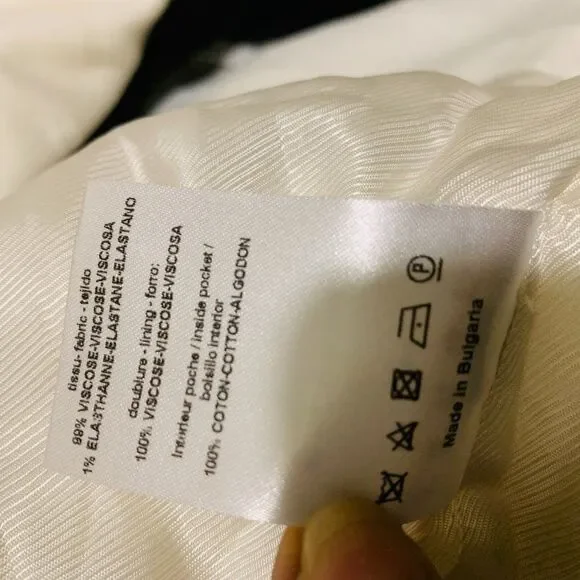 tissu- fabric - tejido
99% VISCOSE-VISCOSE-VISCOSA
1% ELASTHANNE-ELASTANE-ELASTANO
doublure - lining - forro:
100% VISCOSE-VISCOSE-VISCOSA
Interieur poche / inside pocket /
bolsillo interior
100% COTON-COTTON-ALGODON
P
Made in Bulgaria